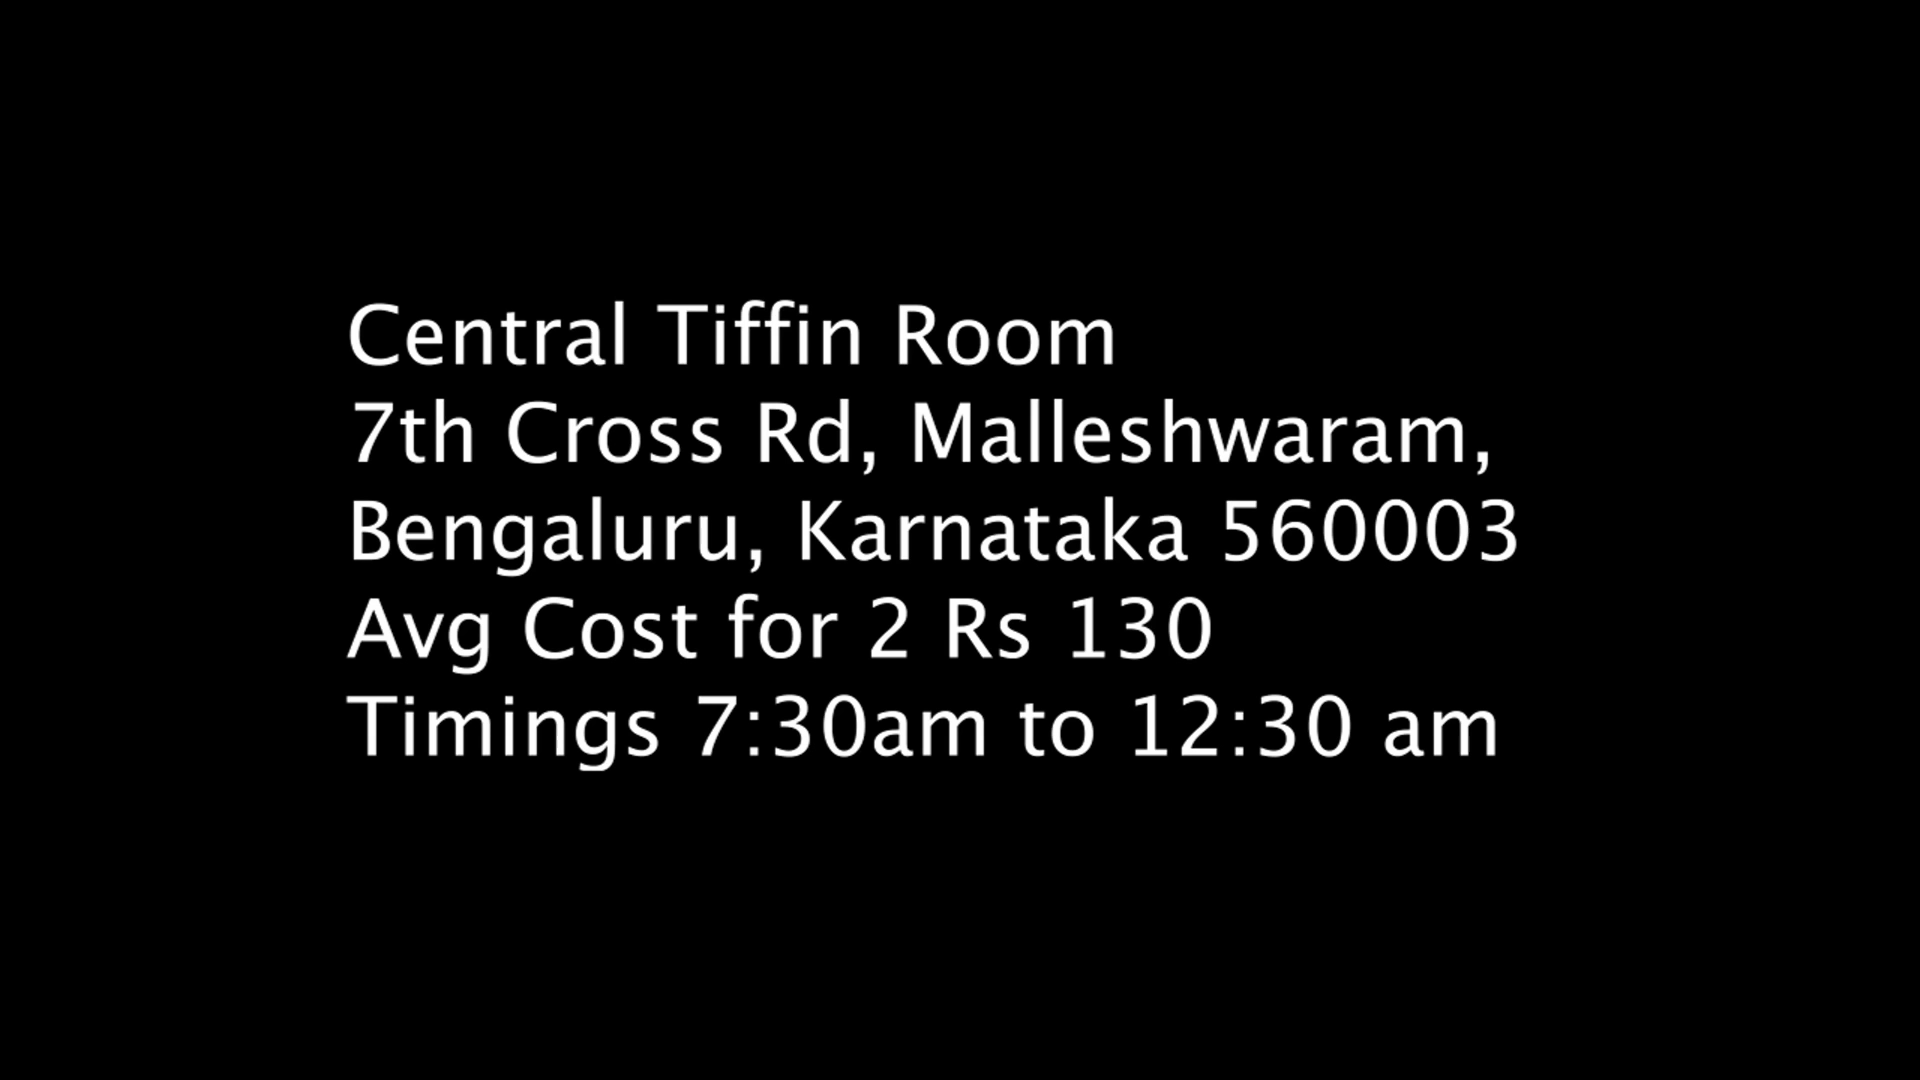 Central Tiffin Room
7th Cross Rd, Malleshwaram,
Bengaluru, Karnataka 560003
Avg Cost for 2 Rs 130
Timings 7:30am to 12:30 am